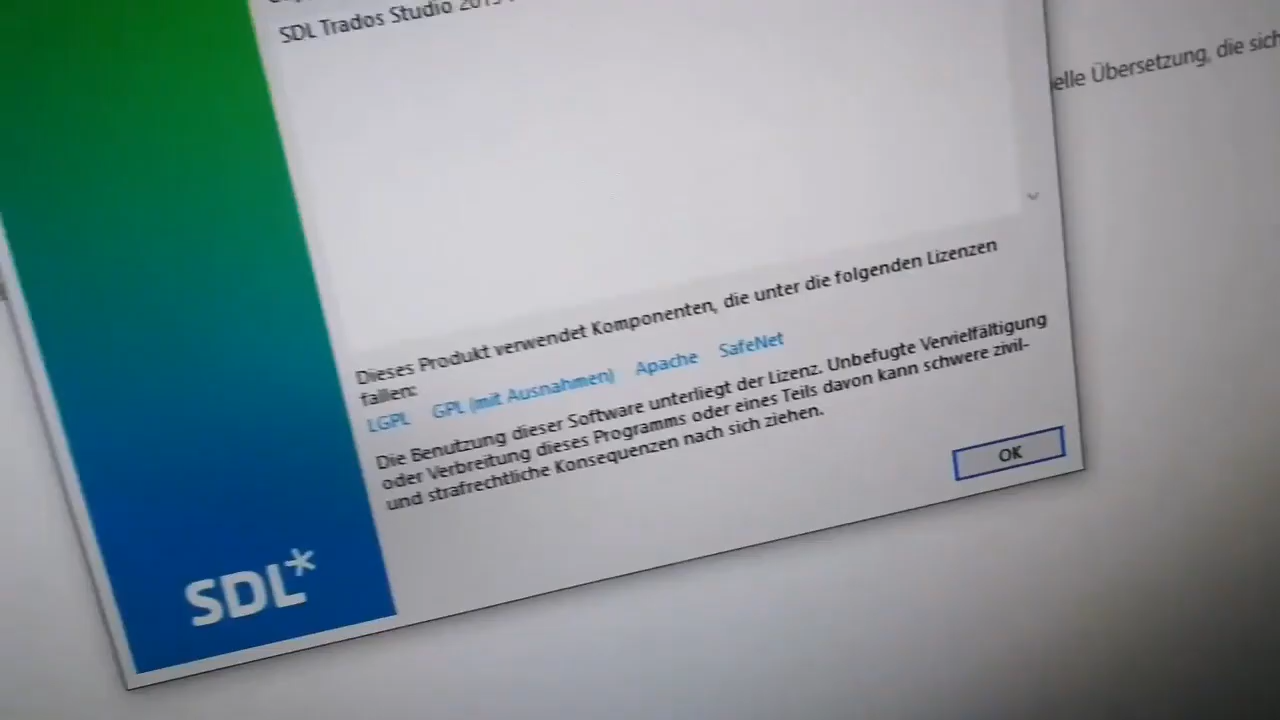 SDL Trados Studio
elle Übersetzung, die sich
Dieses Produkt verwendet Komponenten, die unter die folgenden Lizenzen
fallen:
LGPL GPL (mit Ausnahmen) Apache SafeNet
Die Benutzung dieser Software unterliegt der Lizenz. Unbefugte Vervielfältigung
oder Verbreitung dieses Programms oder eines Teils davon kann schwere zivil-
und strafrechtliche Konsequenzen nach sich ziehen.
OK
SDL*